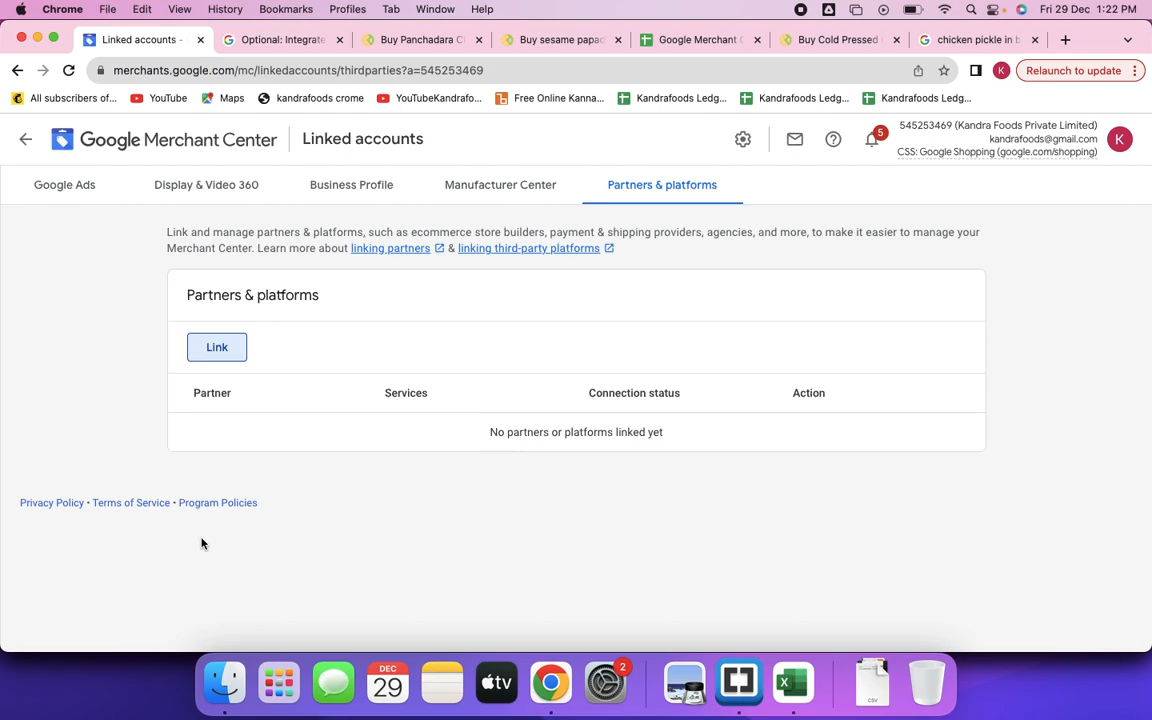 Chrome File Edit View History Bookmarks Profiles Tab Window Help Fri 29 Dec 1:22 PM
Linked accounts - Optional: Integrate Buy Panchadara C Buy sesame papad Google Merchant C Buy Cold Pressed chicken pickle in b
merchants.google.com/mc/linkedaccounts/thirdparties?a=545253469 K Relaunch to update
All subscribers of... YouTube Maps kandrafoods crome YouTubeKandrafo... Free Online Kanna... Kandrafoods Ledg... Kandrafoods Ledg... Kandrafoods Ledg...
Google Merchant Center Linked accounts 5
545253469 (Kandra Foods Private Limited)
kandrafoods@gmail.com
CSS: Google Shopping (google.com/shopping)
K
Google Ads Display & Video 360 Business Profile Manufacturer Center Partners & platforms
Link and manage partners & platforms, such as ecommerce store builders, payment & shipping providers, agencies, and more, to make it easier to manage your
Merchant Center. Learn more about linking partners & linking third-party platforms
Partners & platforms
Link
Partner Services Connection status Action
No partners or platforms linked yet
Privacy Policy • Terms of Service • Program Policies
DEC
29
tv
2
X
CSV